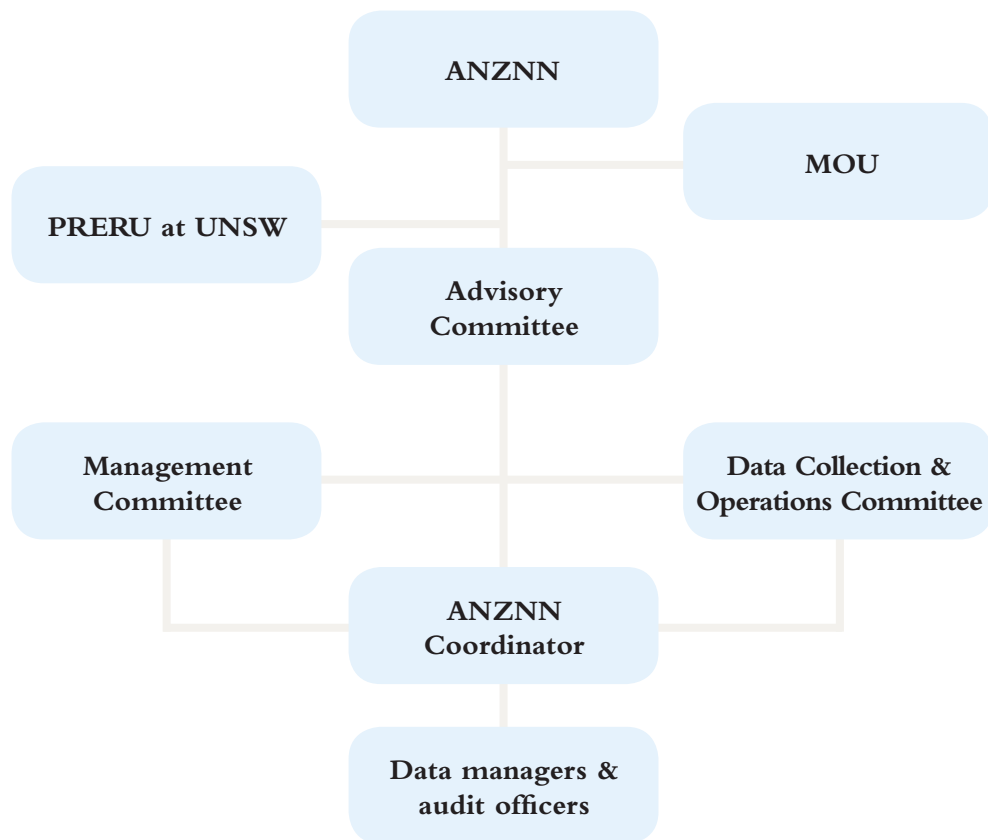 ANZNN
MOU
PRERU at UNSW
Advisory
Committee
Management
Committee
Data Collection &
Operations Committee
ANZNN
Coordinator
Data managers &
audit officers